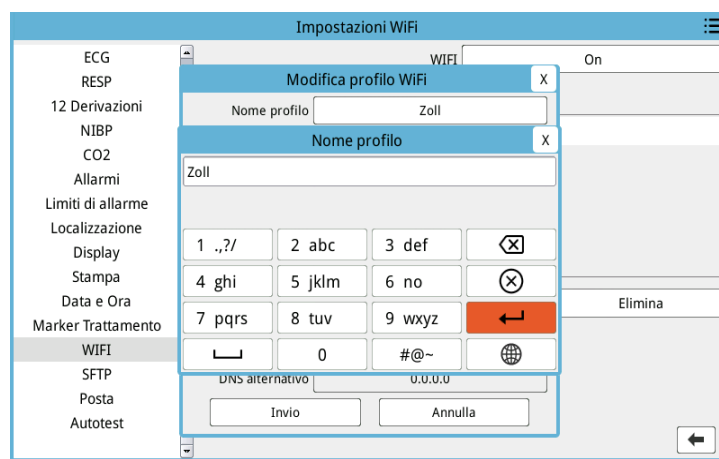 Impostazioni WiFi
ECG
RESP
12 Derivazioni
NIBP
CO2
Allarmi
Limiti di allarme
Localizzazione
Display
Stampa
Data e Ora
Marker Trattamento
WIFI
SFTP
Posta
Autotest
WIFI On
Modifica profilo WiFi X
Nome profilo Zoll
Nome profilo X
Zoll
1 .,?/ 2 abc 3 def
4 ghi 5 jklm 6 no
7 pqrs 8 tuv 9 wxyz
0 #@~
Elimina
DNS alternativo 0.0.0.0
Invio Annulla